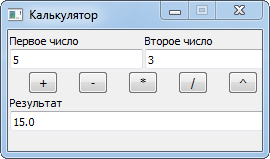 Калькулятор
Первое число Второе число
5 3
+ - * / ^
Результат
15.0